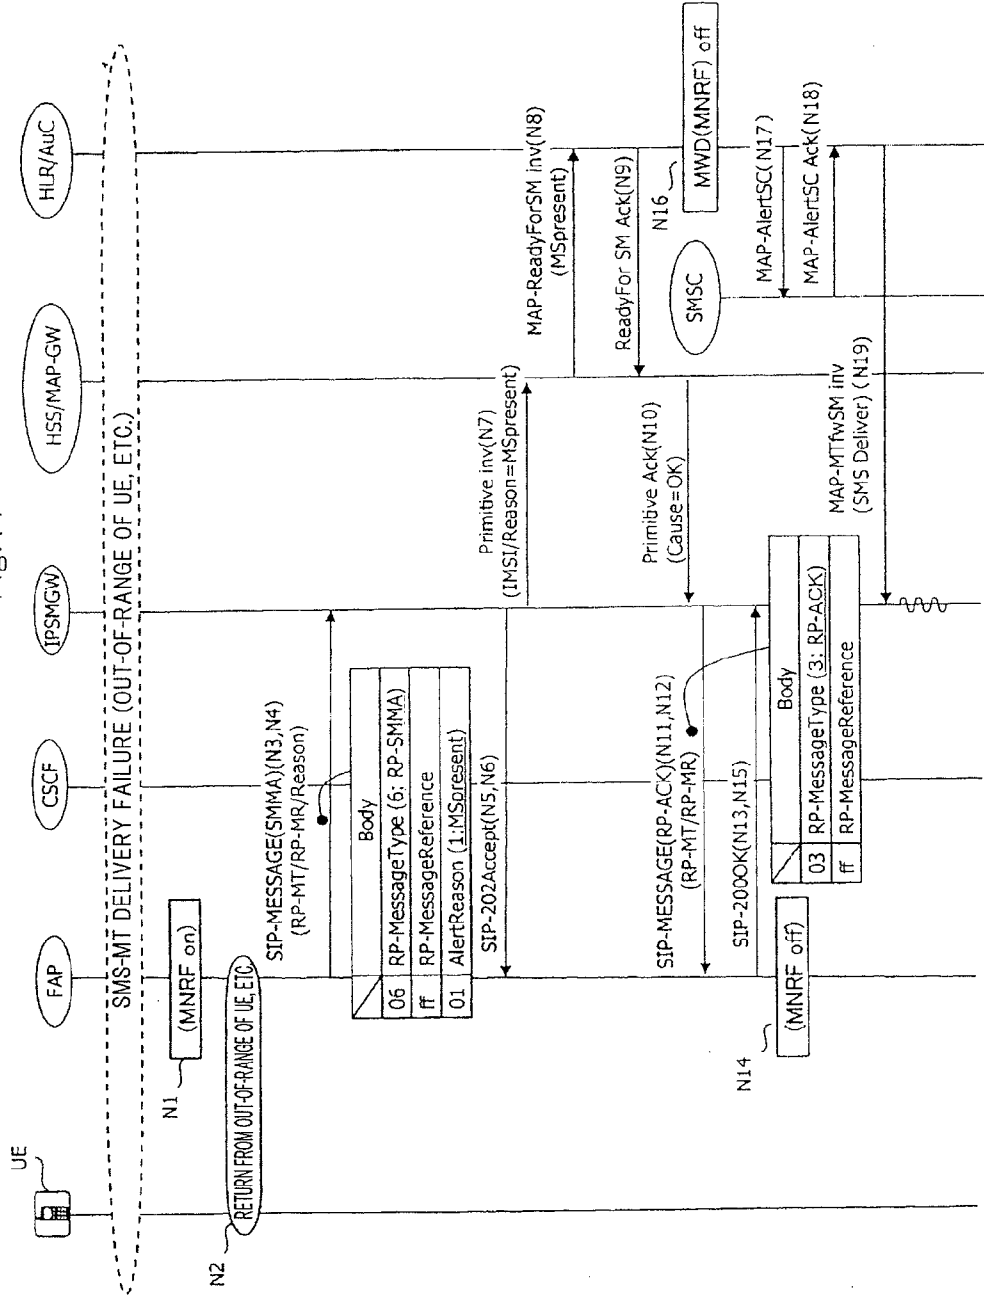 UE
FAP
CSCF
IPSMGW
HSS/MAP-GW
HLR/AuC
SMS-MT DELIVERY FAILURE (OUT-OF-RANGE OF UE, ETC.)
N1
(MNRF on)
N2
RETURN FROM OUT-OF-RANGE OF UE, ETC.
SIP-MESSAGE(SMMA)(N3,N4)
(RP-MT/RP-MR/Reason)
Body
06 RP-MessageType (6: RP-SMMA)
ff RP-MessageReference
01 AlertReason (1:MSpresent)
SIP-202Accept(N5,N6)
Primitive inv(N7)
(IMSI/Reason=MSpresent)
MAP-ReadyForSM inv(N8)
(MSpresent)
ReadyFor SM Ack(N9)
N16
MWD(MNRF) off
SMSC
Primitive Ack(N10)
(Cause=OK)
SIP-MESSAGE(RP-ACK)(N11,N12)
(RP-MT/RP-MR)
SIP-200OK(N13,N15)
N14
(MNRF off)
Body
03 RP-MessageType (3: RP-ACK)
ff RP-MessageReference
MAP-AlertSC(N17)
MAP-AlertSC Ack(N18)
MAP-MTfwSM inv
(SMS Deliver) (N19)